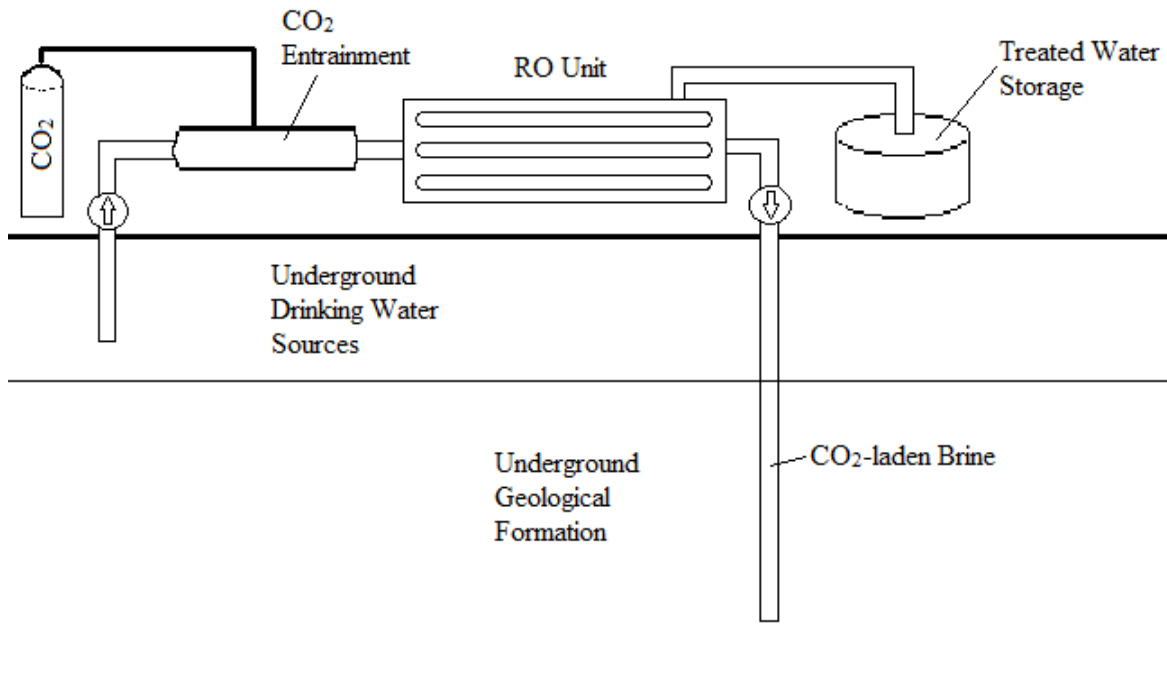 CO₂
Entrainment
RO Unit
Treated Water
Storage
CO₂
Underground
Drinking Water
Sources
Underground
Geological
Formation
CO₂-laden Brine